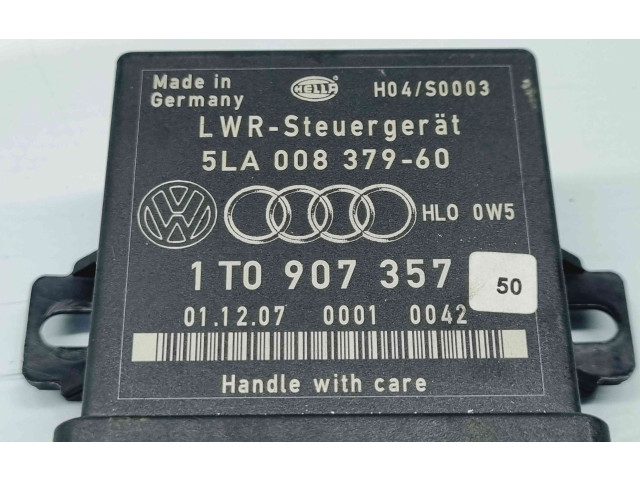 Made in HELLA H04/S0003
Germany
LWR-Steuergerät
5LA 008 379-60
VW HLO 0W5
1T0 907 357 50
01.12.07 0001 0042
Handle with care